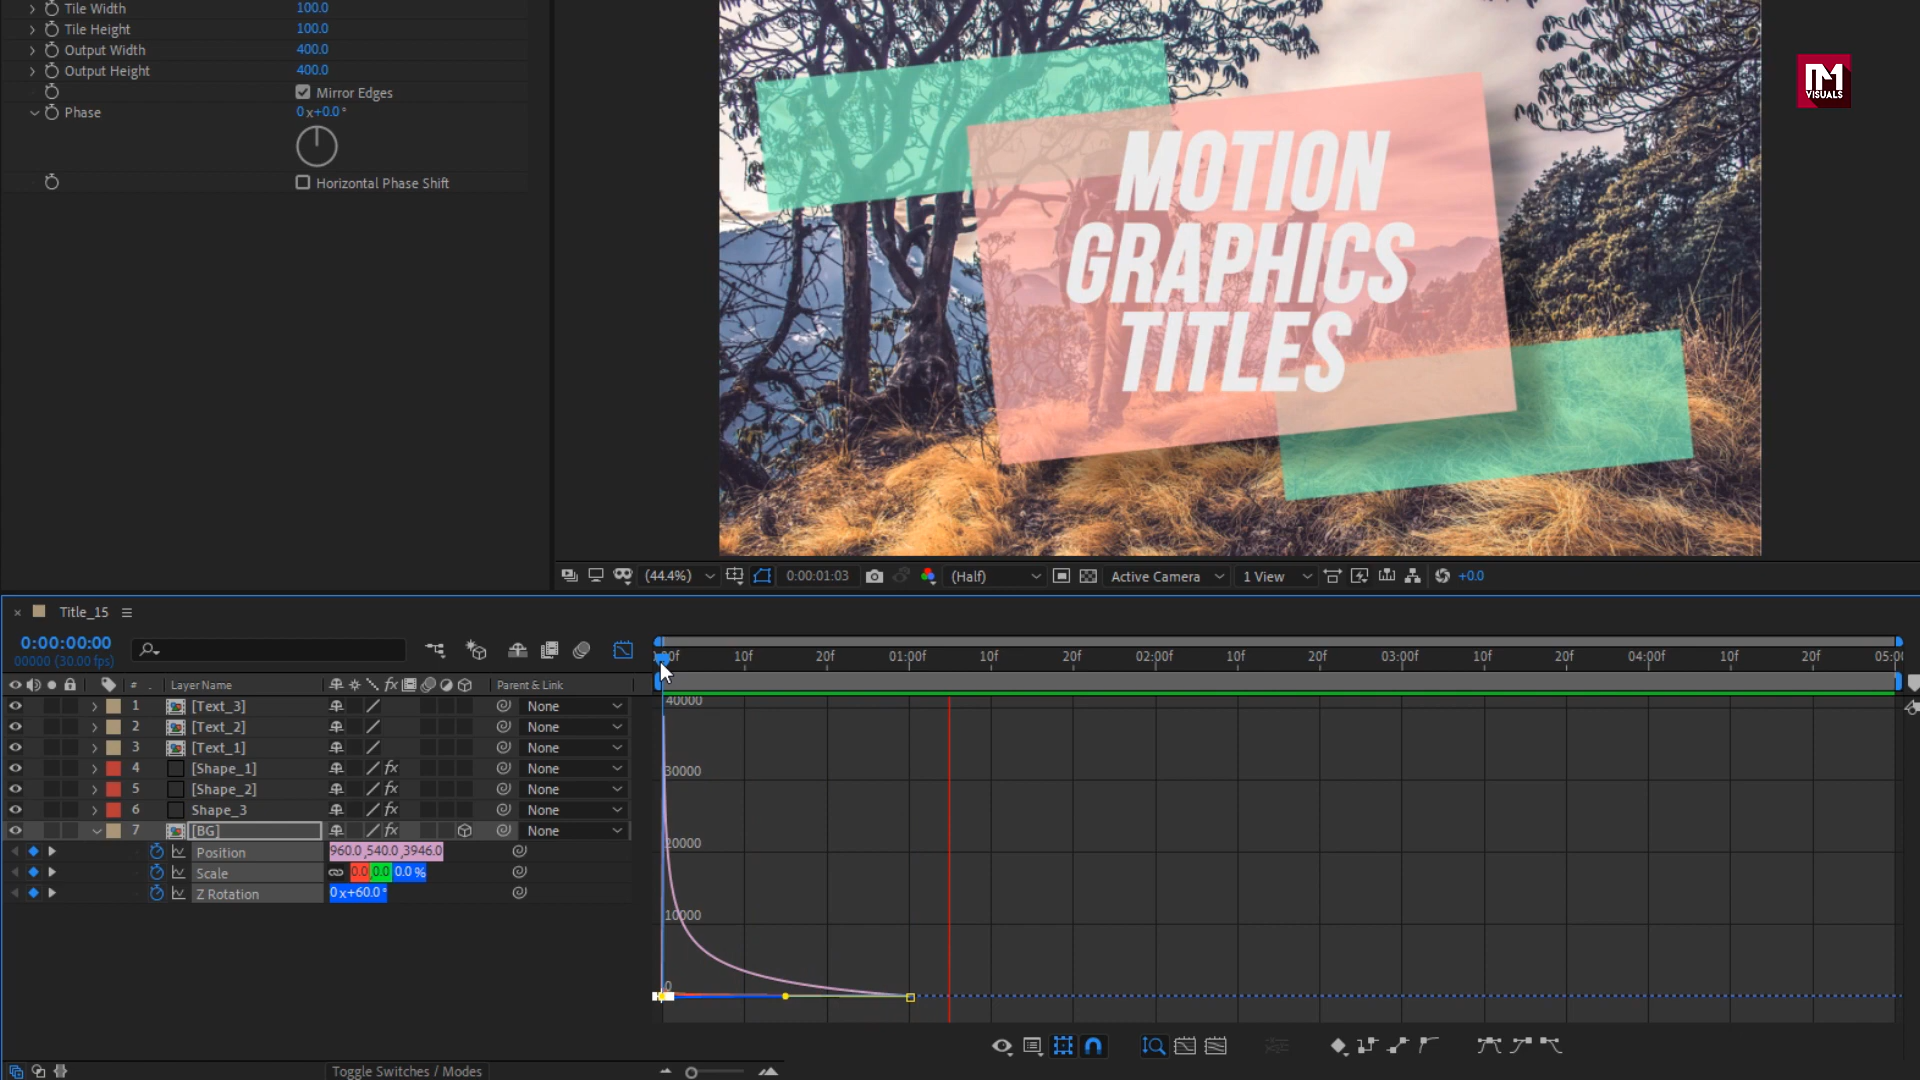 Tile Width 100.0
Tile Height 100.0
Output Width 400.0
Output Height 400.0
Mirror Edges
Phase 0 x+0.0 °
Horizontal Phase Shift
VISUALS
MOTION
GRAPHICS
TITLES
(44.4%) 0:00:01:03 (Half) Active Camera 1 View +0.0
Title_15
0:00:00:00
00000 (30.00 fps)
10f 20f 01:00f 10f 20f 02:00f 10f 20f 03:00f 10f 20f 04:00f 10f 20f
# Layer Name fx Parent & Link
1 [Text_3] None
2 [Text_2] None
3 [Text_1] None
4 [Shape_1] fx None
5 [Shape_2] fx None
6 Shape_3 fx None
7 [BG] fx None
Position 960.0,540.0,3946.0
Scale 0.0,0.0,0.0 %
Z Rotation 0 x+60.0 °
40000
30000
20000
10000
0
Toggle Switches / Modes